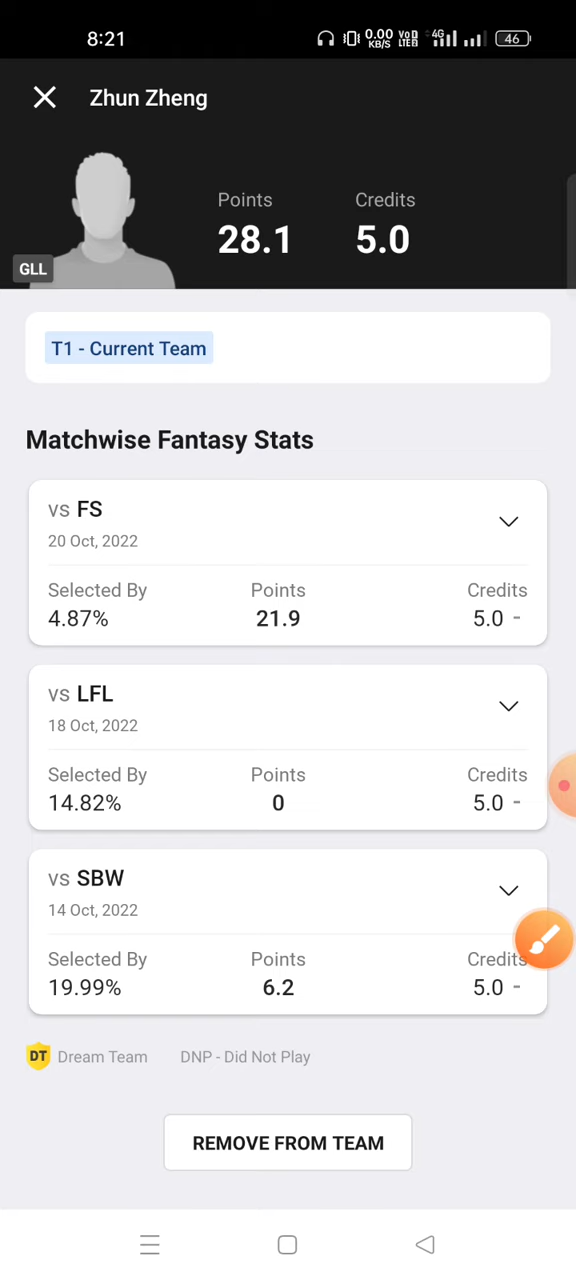 8:21
0.00 KB/S
VoD LTE
4G
46
Zhun Zheng
Points
Credits
28.1
5.0
GLL
T1 - Current Team
Matchwise Fantasy Stats
vs FS
20 Oct, 2022
Selected By Points Credits
4.87% 21.9 5.0 -
vs LFL
18 Oct, 2022
Selected By Points Credits
14.82% 0 5.0 -
vs SBW
14 Oct, 2022
Selected By Points Credits
19.99% 6.2 5.0 -
DT Dream Team DNP - Did Not Play
REMOVE FROM TEAM